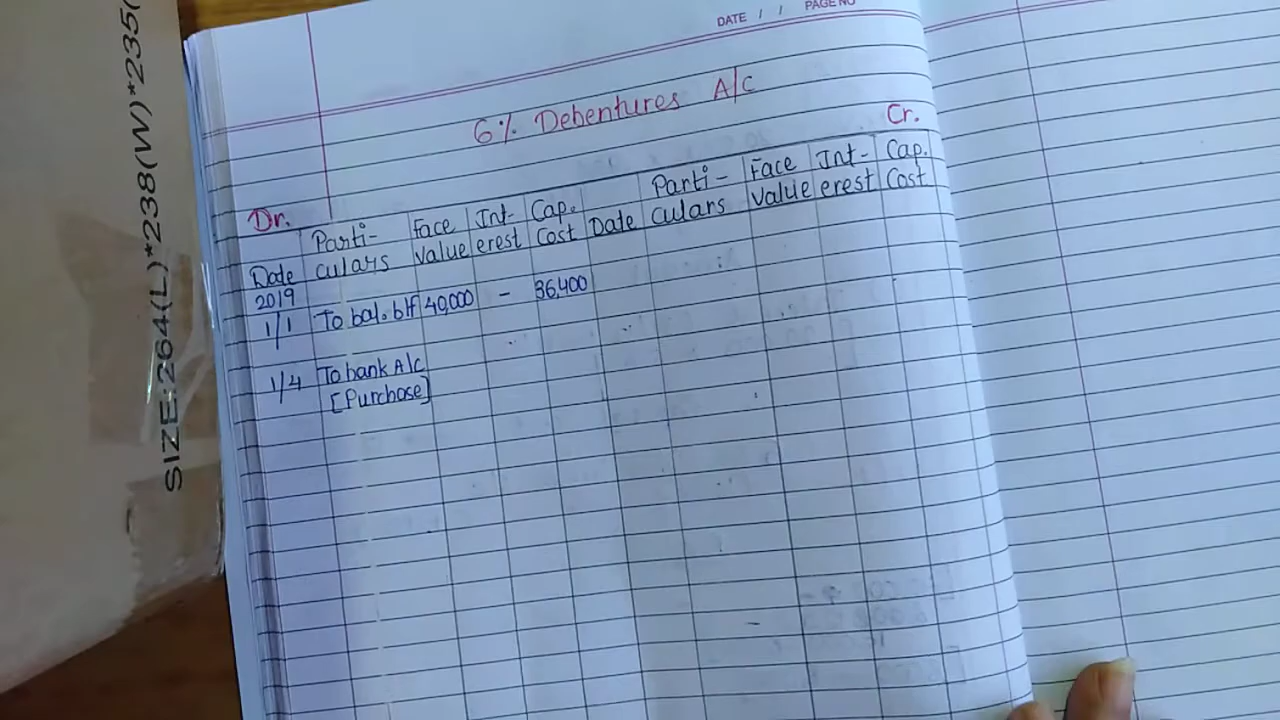 SIZE:264(L)*238(W)*235(
DATE / / PAGE NO
6% Debentures A/c
Dr. Cr.
Date Parti-culars Face Value Int-erest Cap. Cost Date Parti-culars Face Value Int-erest Cap. Cost
2019
1/1 To bal. b/f 40,000 - 36,400
1/4 To bank A/c
[Purchase]